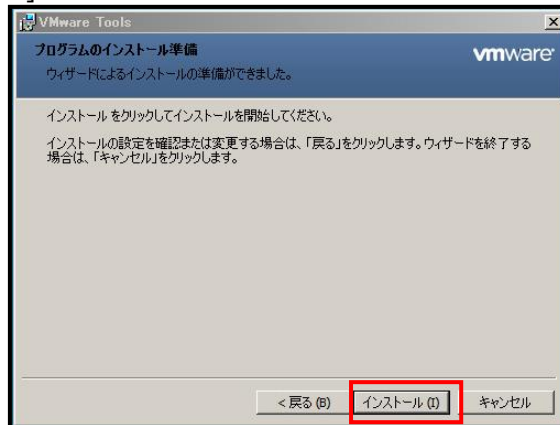 VMware Tools
プログラムのインストール準備
vmware
ウィザードによるインストールの準備ができました。
インストール をクリックしてインストールを開始してください。
インストールの設定を確認または変更する場合は、「戻る」をクリックします。ウィザードを終了する
場合は、「キャンセル」をクリックします。
< 戻る (B)
インストール (I)
キャンセル